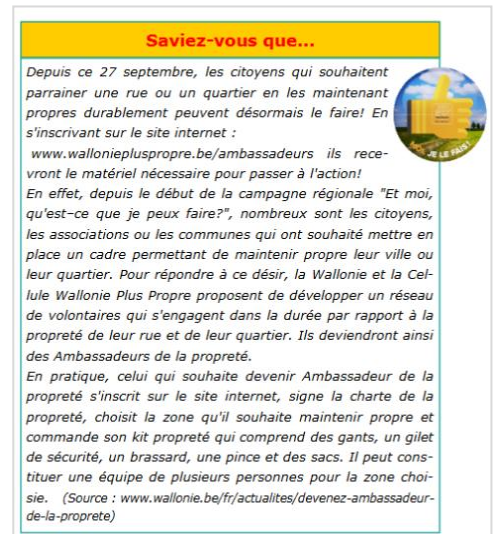 Saviez-vous que...
Depuis ce 27 septembre, les citoyens qui souhaitent
parrainer une rue ou un quartier en les maintenant
propres durablement peuvent désormais le faire! En
s'inscrivant sur le site internet :
www.walloniepluspropre.be/ambassadeurs ils rece-
vront le matériel nécessaire pour passer à l'action!
En effet, depuis le début de la campagne régionale "Et moi,
qu'est-ce que je peux faire?", nombreux sont les citoyens,
les associations ou les communes qui ont souhaité mettre en
place un cadre permettant de maintenir propre leur ville ou
leur quartier. Pour répondre à ce désir, la Wallonie et la Cel-
lule Wallonie Plus Propre proposent de développer un réseau
de volontaires qui s'engagent dans la durée par rapport à la
propreté de leur rue et de leur quartier. Ils deviendront ainsi
des Ambassadeurs de la propreté.
En pratique, celui qui souhaite devenir Ambassadeur de la
propreté s'inscrit sur le site internet, signe la charte de la
propreté, choisit la zone qu'il souhaite maintenir propre et
commande son kit propreté qui comprend des gants, un gilet
de sécurité, un brassard, une pince et des sacs. Il peut cons-
tituer une équipe de plusieurs personnes pour la zone choi-
sie. (Source : www.wallonie.be/fr/actualites/devenez-ambassadeur-
de-la-proprete)
JE LE FAIS!